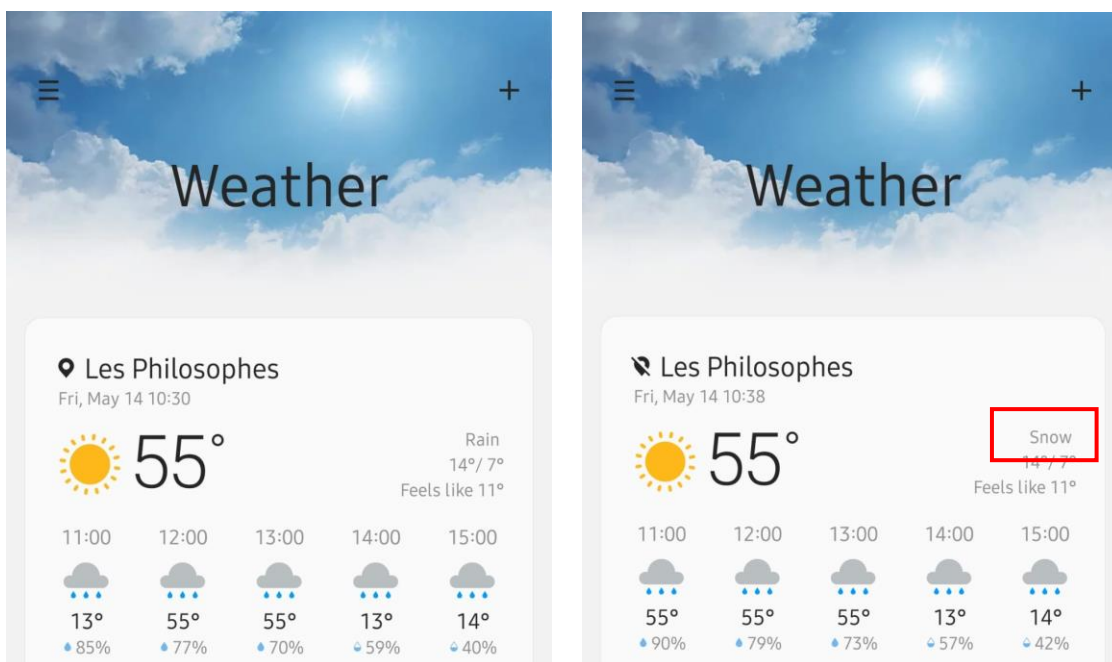 Weather
Les Philosophes
Fri, May 14 10:30
55°
Rain
14°/ 7°
Feels like 11°
11:00 12:00 13:00 14:00 15:00
13° 55° 55° 13° 14°
85% 77% 70% 59% 40%
Weather
Les Philosophes
Fri, May 14 10:38
55°
Snow
14°/ 7°
Feels like 11°
11:00 12:00 13:00 14:00 15:00
55° 55° 55° 13° 14°
90% 79% 73% 57% 42%